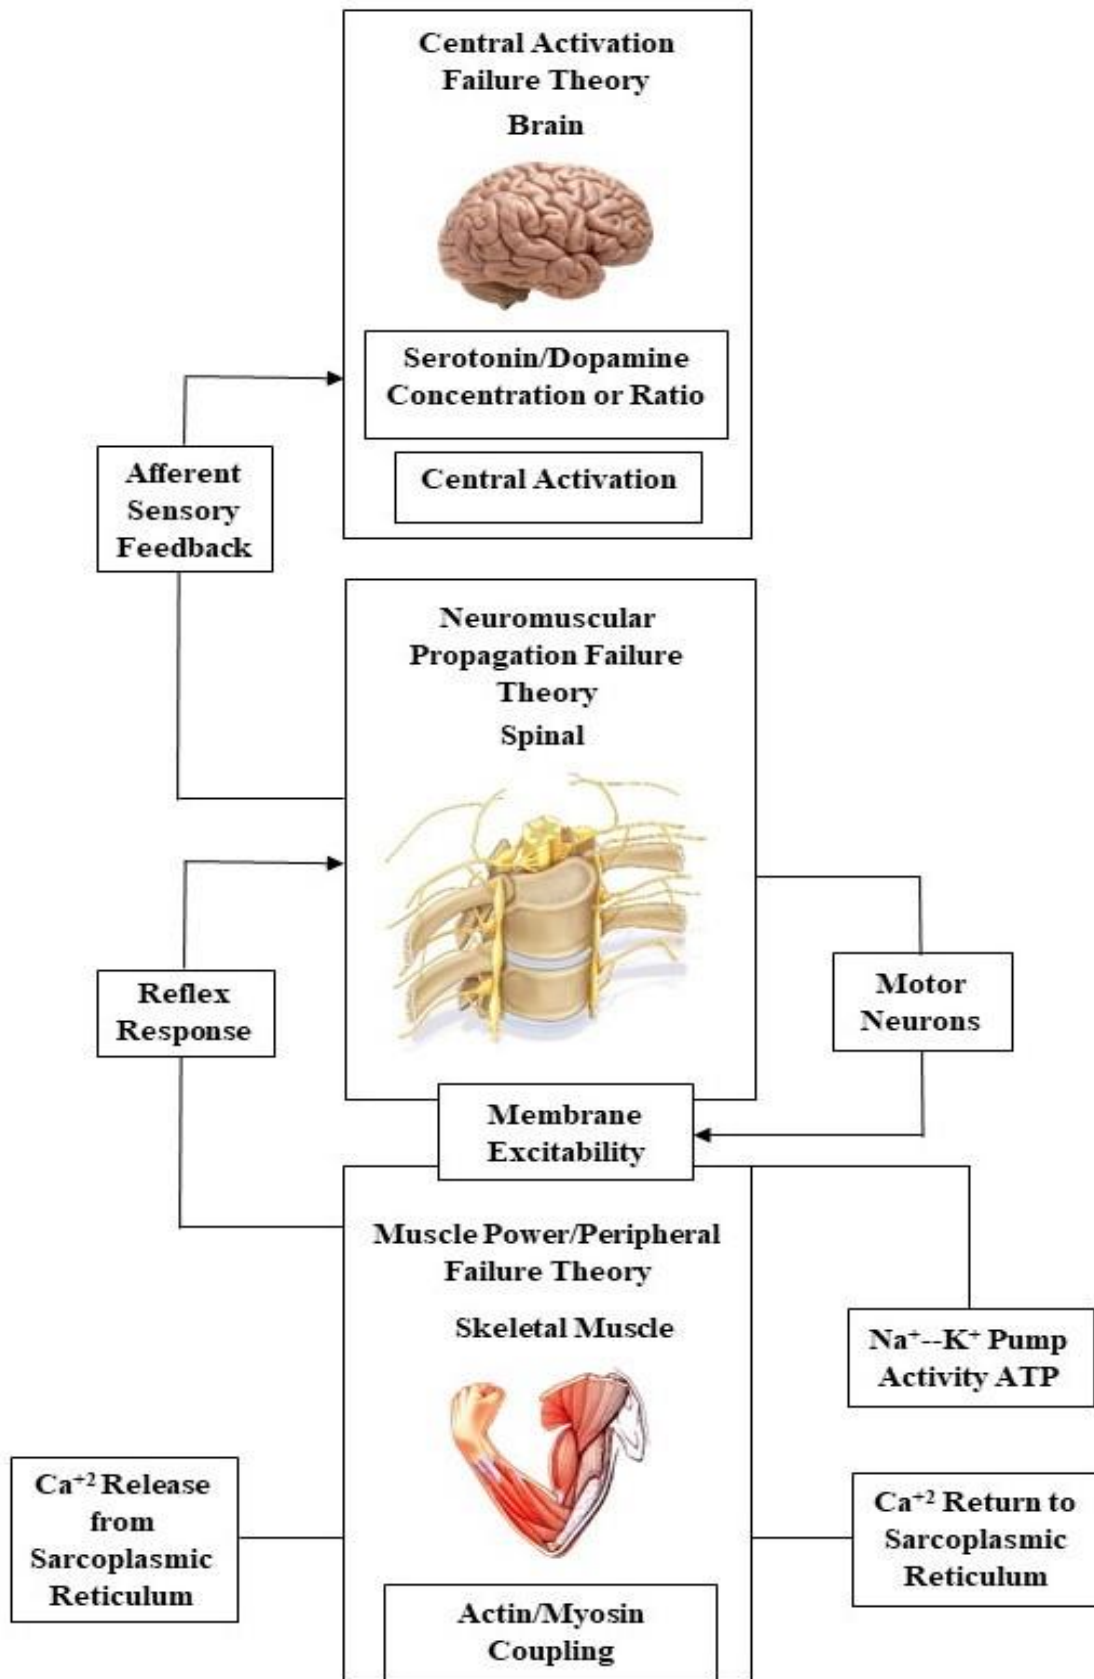 Central Activation
Failure Theory
Brain
Serotonin/Dopamine
Concentration or Ratio
Central Activation
Afferent
Sensory
Feedback
Neuromuscular
Propagation Failure
Theory
Spinal
Reflex
Response
Motor
Neurons
Membrane
Excitability
Muscle Power/Peripheral
Failure Theory
Skeletal Muscle
Na⁺--K⁺ Pump
Activity ATP
Ca⁺² Release
from
Sarcoplasmic
Reticulum
Ca⁺² Return to
Sarcoplasmic
Reticulum
Actin/Myosin
Coupling